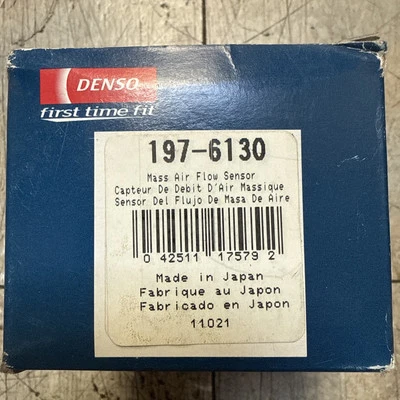 DENSO
first time fit
197-6130
Mass Air Flow Sensor
Capteur De Debit D'Air Massique
Sensor Del Flujo De Masa De Aire
0 42511 17579 2
Made in Japan
Fabrique au Japon
Fabricado en Japon
11021